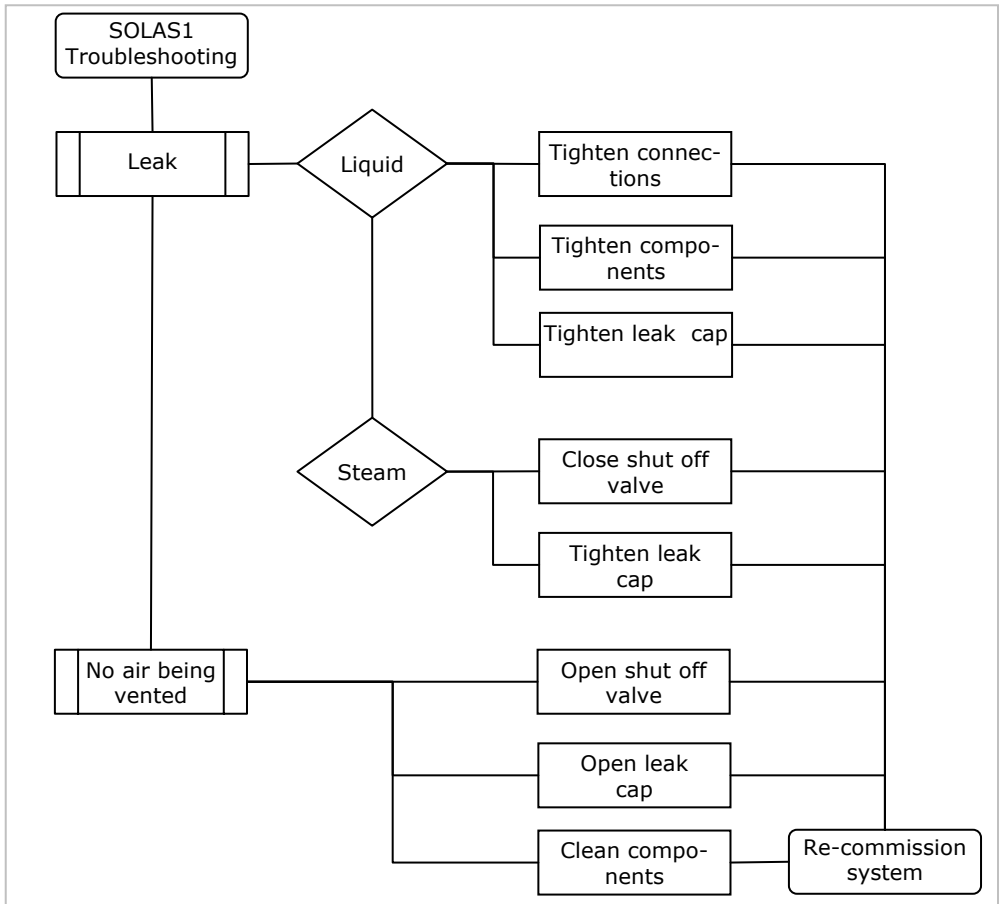 SOLAS1
Troubleshooting
Leak
Liquid
Tighten connec-
tions
Tighten compo-
nents
Tighten leak cap
Steam
Close shut off
valve
Tighten leak
cap
No air being
vented
Open shut off
valve
Open leak
cap
Clean compo-
nents
Re-commission
system